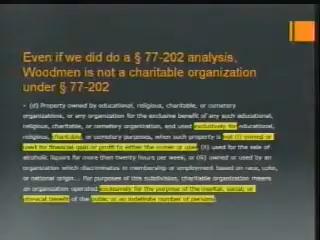 Even if we did do a § 77-202 analysis,
Woodmen is not a charitable organization
under § 77-202
(d) Property owned by educational, religious, charitable, or cemetery
organizations, or any organization for the exclusive benefit of any such educational,
religious, charitable, or cemetery organization, and used exclusively for educational,
religious, charitable, or cemetery purposes, when such property is not (i) owned or
used for financial gain or profit to either the owner or user, (ii) used for the sale of
alcoholic liquors for more than twenty hours per week, or (iii) owned or used by an
organization which discriminates in membership or employment based on race, color,
or national origin... For purposes of this subdivision, charitable organization means
an organization operated exclusively for the purpose of the mental, social, or
physical benefit of the public or an indefinite number of persons.